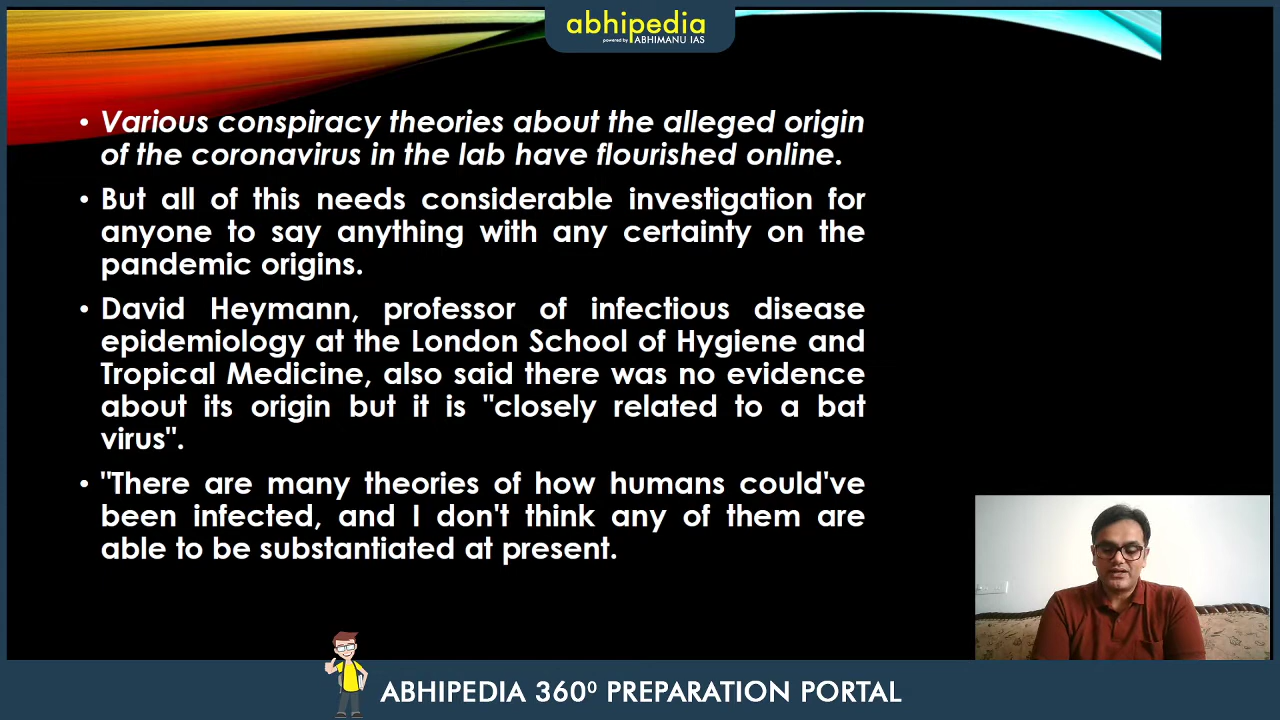 abhipedia
powered by ABHIMANU IAS
• Various conspiracy theories about the alleged origin
of the coronavirus in the lab have flourished online.
• But all of this needs considerable investigation for
anyone to say anything with any certainty on the
pandemic origins.
• David Heymann, professor of infectious disease
epidemiology at the London School of Hygiene and
Tropical Medicine, also said there was no evidence
about its origin but it is "closely related to a bat
virus".
• "There are many theories of how humans could've
been infected, and I don't think any of them are
able to be substantiated at present.
ABHIPEDIA 360⁰ PREPARATION PORTAL